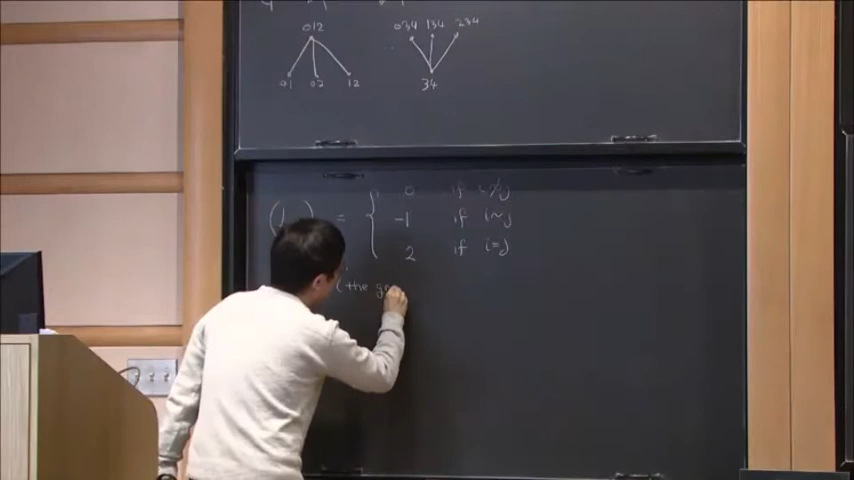 012
034 134 234
01 02 12
34
( ) = { 0 if i≁j
-1 if i~j
2 if i=j
(the